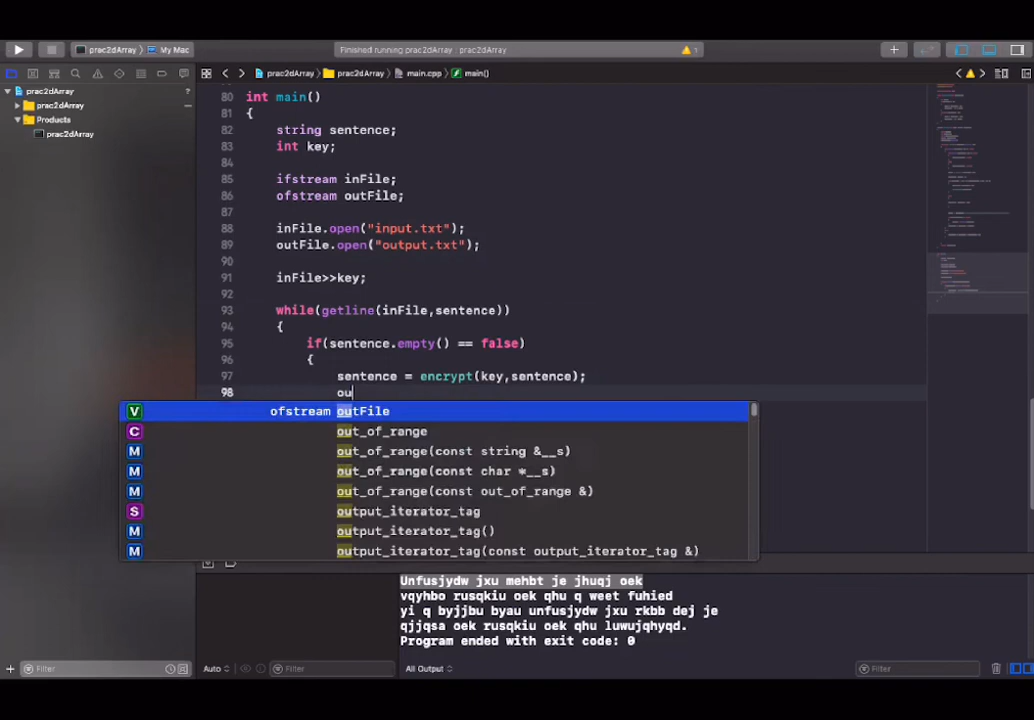 prac2dArray My Mac Finished running prac2dArray : prac2dArray 1
prac2dArray prac2dArray main.cpp main()
prac2dArray ?
prac2dArray
Products
prac2dArray
80 int main()
81 {
82 string sentence;
83 int key;
84
85 ifstream inFile;
86 ofstream outFile;
87
88 inFile.open("input.txt");
89 outFile.open("output.txt");
90
91 inFile>>key;
92
93 while(getline(inFile,sentence))
94 {
95 if(sentence.empty() == false)
96 {
97 sentence = encrypt(key,sentence);
98 ou
V ofstream outFile
C out_of_range
M out_of_range(const string &__s)
M out_of_range(const char *__s)
M out_of_range(const out_of_range &)
S output_iterator_tag
M output_iterator_tag()
M output_iterator_tag(const output_iterator_tag &)
Unfusjydw jxu mehbt je jhuqj oek
vqyhbo rusqkiu oek qhu q weet fuhied
yi q byjjbu byau unfusjydw jxu rkbb dej je
qjjqsa oek rusqkiu oek qhu luwujqhyqd.
Program ended with exit code: 0
Filter Auto Filter All Output Filter